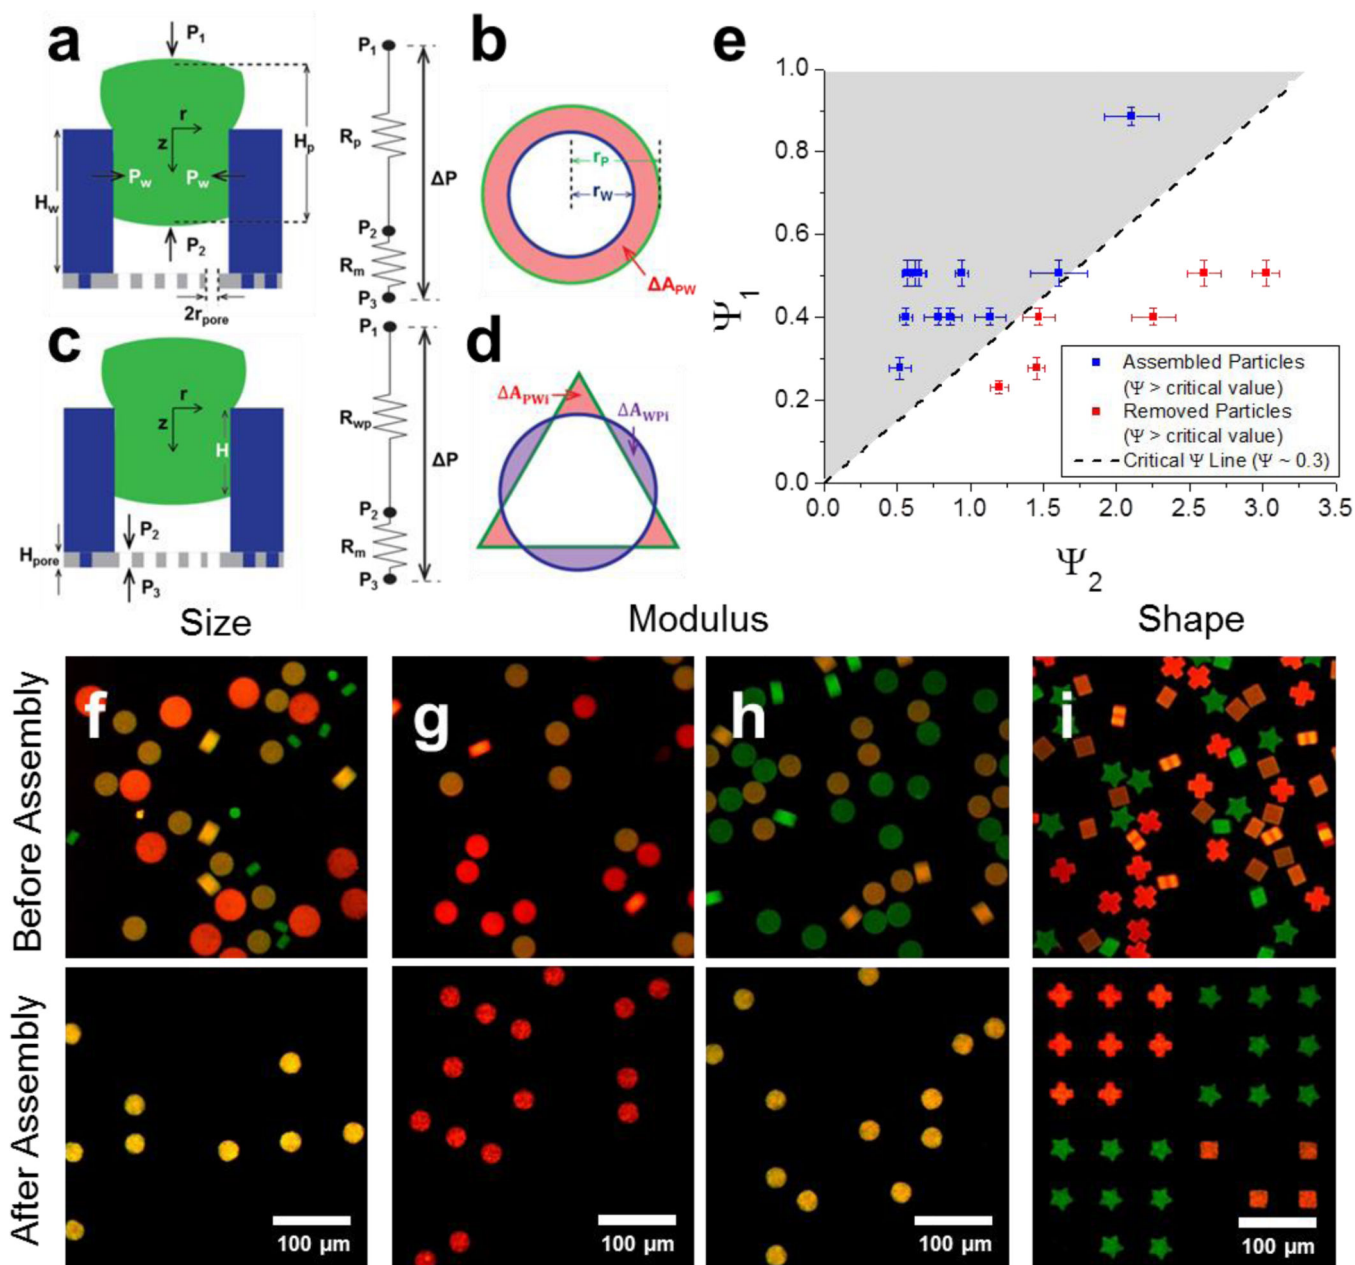 a
P1
r
z
Hp
Pw Pw
Hw
P2
2rpore
P1
Rp
ΔP
P2
Rm
P3
b
rP
rW
ΔAPW
c
r
z
H
P2
Hpore
P3
P1
Rwp
ΔP
P2
Rm
P3
d
ΔAPWi
ΔAWPi
e
1.0
0.8
0.6
0.4
0.2
0.0
Ψ1
0.0 0.5 1.0 1.5 2.0 2.5 3.0 3.5
Ψ2
Assembled Particles
(Ψ > critical value)
Removed Particles
(Ψ > critical value)
Critical Ψ Line (Ψ ~ 0.3)
Size
Modulus
Shape
Before Assembly
f
g
h
i
After Assembly
100 μm
100 μm
100 μm
100 μm